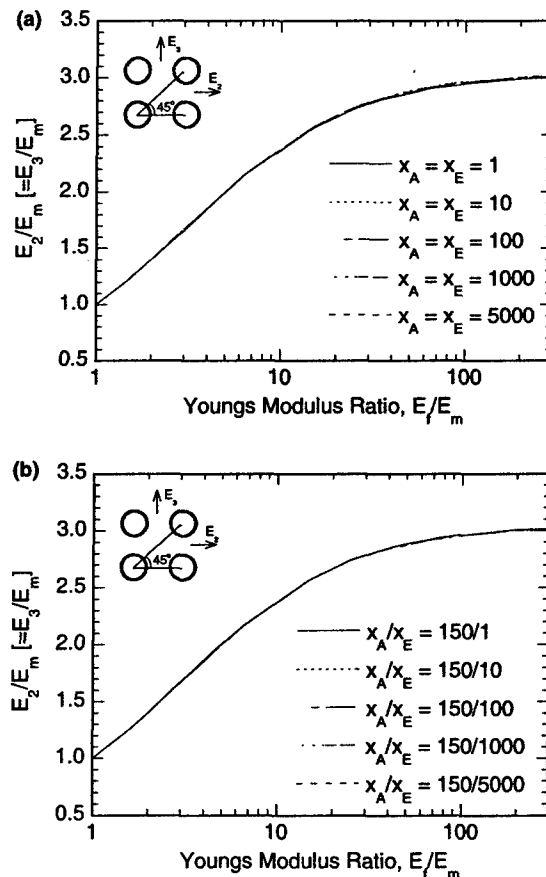 (a)
3.5
3.0
2.5
2.0
1.5
1.0
0.5
E2/Em [=E3/Em]
E3
E2
45°
xA = xE = 1
xA = xE = 10
xA = xE = 100
xA = xE = 1000
xA = xE = 5000
1
10
100
Youngs Modulus Ratio, Ef/Em
(b)
3.5
3.0
2.5
2.0
1.5
1.0
0.5
E2/Em [=E3/Em]
E3
E2
45°
xA/xE = 150/1
xA/xE = 150/10
xA/xE = 150/100
xA/xE = 150/1000
xA/xE = 150/5000
1
10
100
Youngs Modulus Ratio, Ef/Em